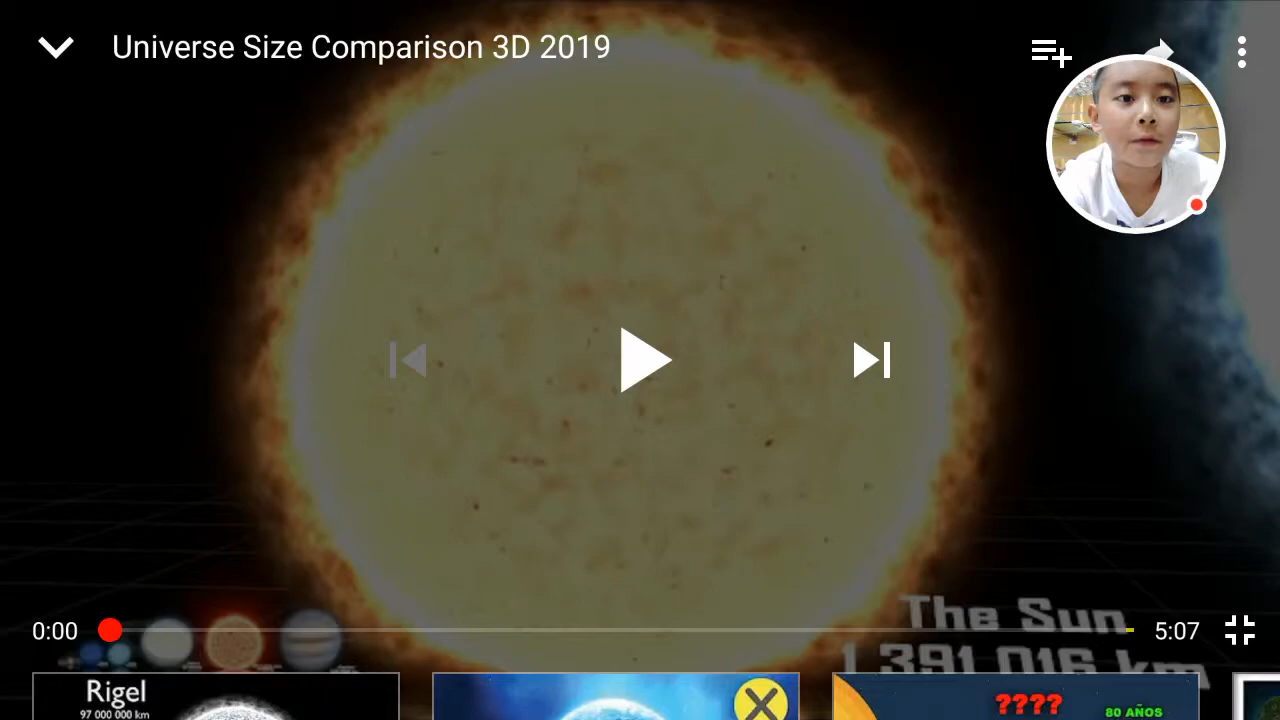 Universe Size Comparison 3D 2019
The Sun
1 391 016 km
0:00
5:07
Rigel
97 000 000 km
????
80 AÑOS